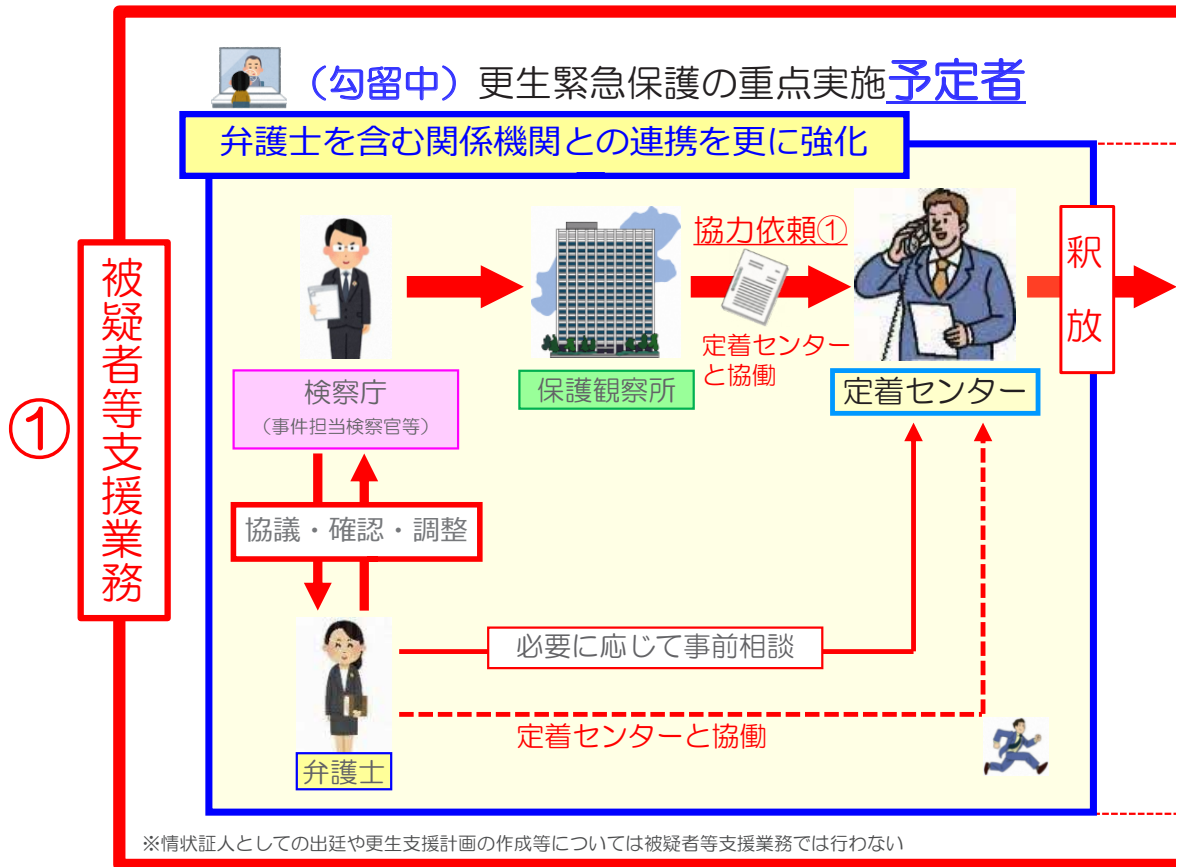 （勾留中）更生緊急保護の重点実施予定者
弁護士を含む関係機関との連携を更に強化
①
被疑者等支援業務
協力依頼①
定着センター
と協働
釈放
検察庁
（事件担当検察官等）
保護観察所
定着センター
協議・確認・調整
必要に応じて事前相談
定着センターと協働
弁護士
※情状証人としての出廷や更生支援計画の作成等については被疑者等支援業務では行わない